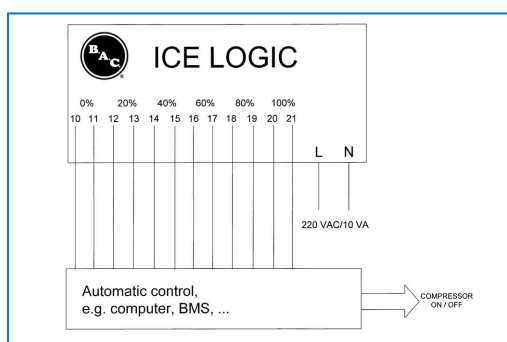 B.A.C.
®
ICE LOGIC
0% 20% 40% 60% 80% 100%
10 11 12 13 14 15 16 17 18 19 20 21
L N
220 VAC/10 VA
Automatic control,
e.g. computer, BMS, ...
COMPRESSOR
ON / OFF